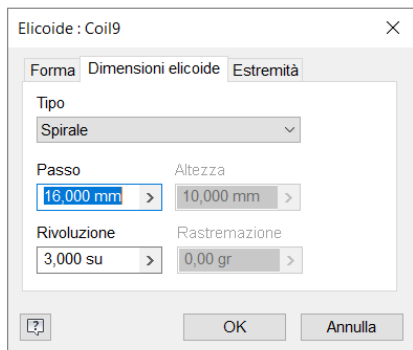 Elicoide : Coil9
Forma Dimensioni elicoide Estremità
Tipo
Spirale
Passo Altezza
16,000 mm > 10,000 mm >
Rivoluzione Rastremazione
3,000 su > 0,00 gr >
? OK Annulla